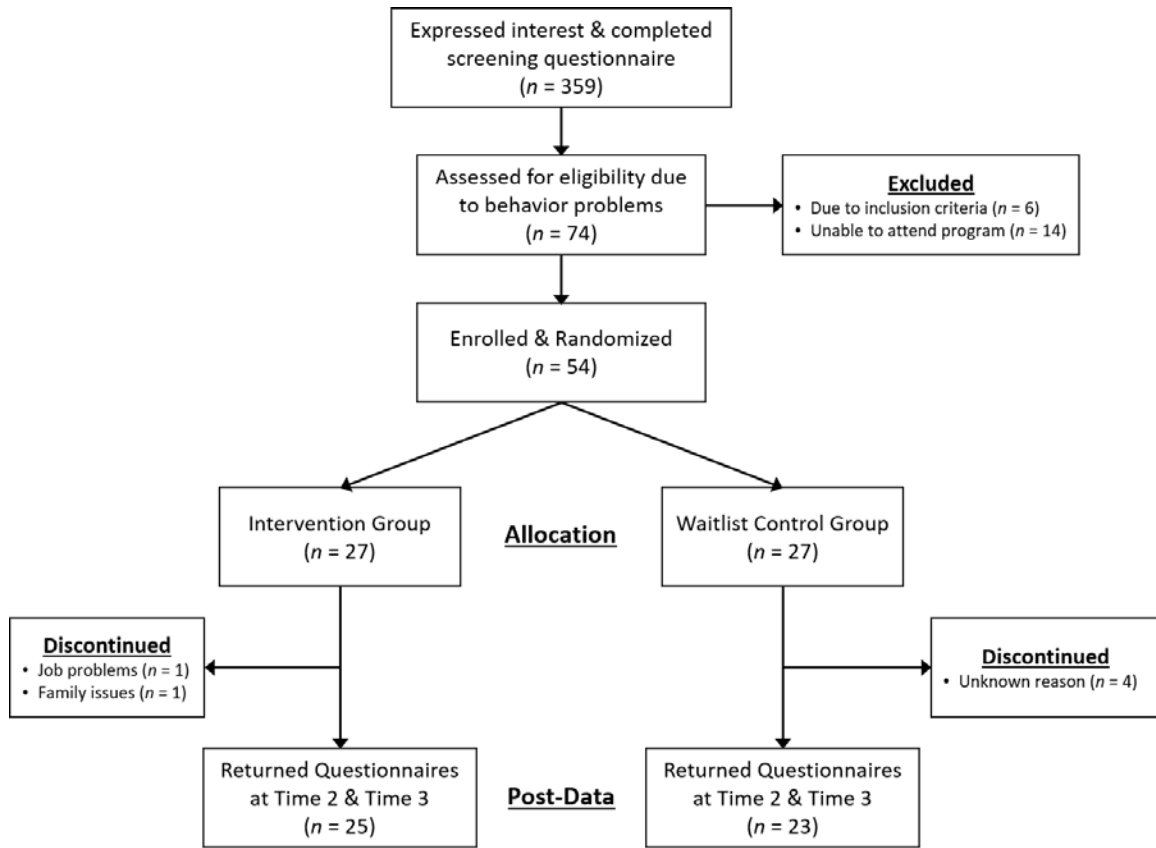 Expressed interest & completed
screening questionnaire
(n = 359)
Assessed for eligibility due
to behavior problems
(n = 74)
Excluded
• Due to inclusion criteria (n = 6)
• Unable to attend program (n = 14)
Enrolled & Randomized
(n = 54)
Intervention Group
(n = 27)
Allocation
Waitlist Control Group
(n = 27)
Discontinued
• Job problems (n = 1)
• Family issues (n = 1)
Discontinued
• Unknown reason (n = 4)
Returned Questionnaires
at Time 2 & Time 3
(n = 25)
Post-Data
Returned Questionnaires
at Time 2 & Time 3
(n = 23)